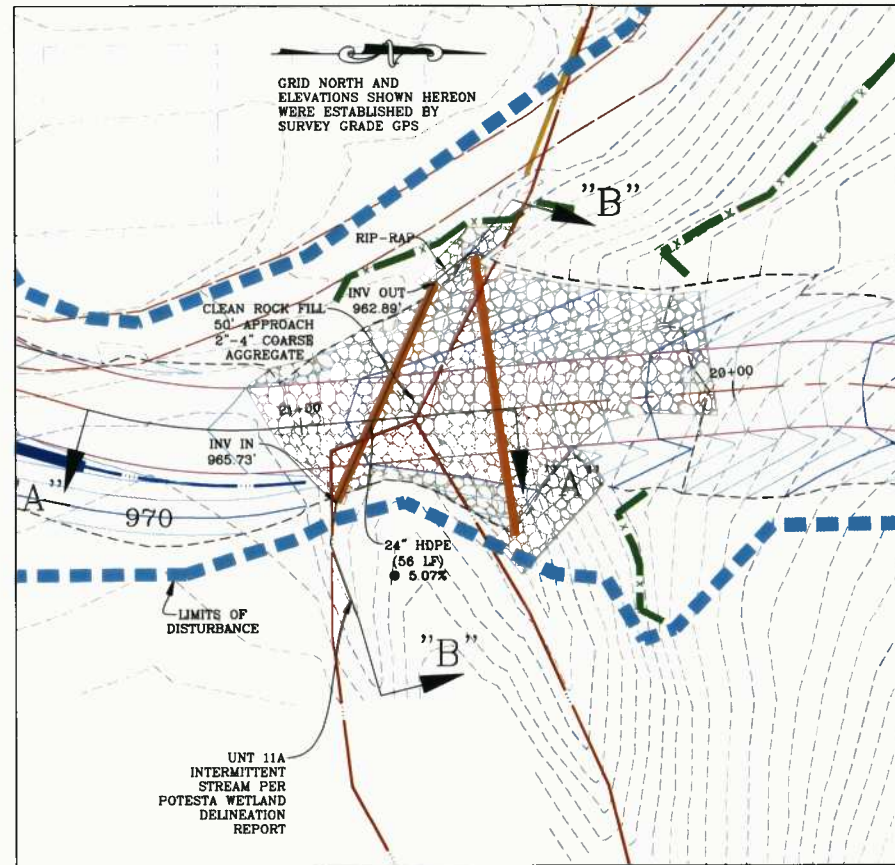 GRID NORTH AND
ELEVATIONS SHOWN HEREON
WERE ESTABLISHED BY
SURVEY GRADE GPS
"B"
RIP-RAP
INV OUT
962.89'
CLEAN ROCK FILL
50' APPROACH
2"-4" COARSE
AGGREGATE
20+00
21+00
INV IN
965.73'
"A"
"A"
970
24" HDPE
(56 LF)
@ 5.07%
LIMITS OF
DISTURBANCE
"B"
UNT 11A
INTERMITTENT
STREAM PER
POTESTA WETLAND
DELINEATION
REPORT